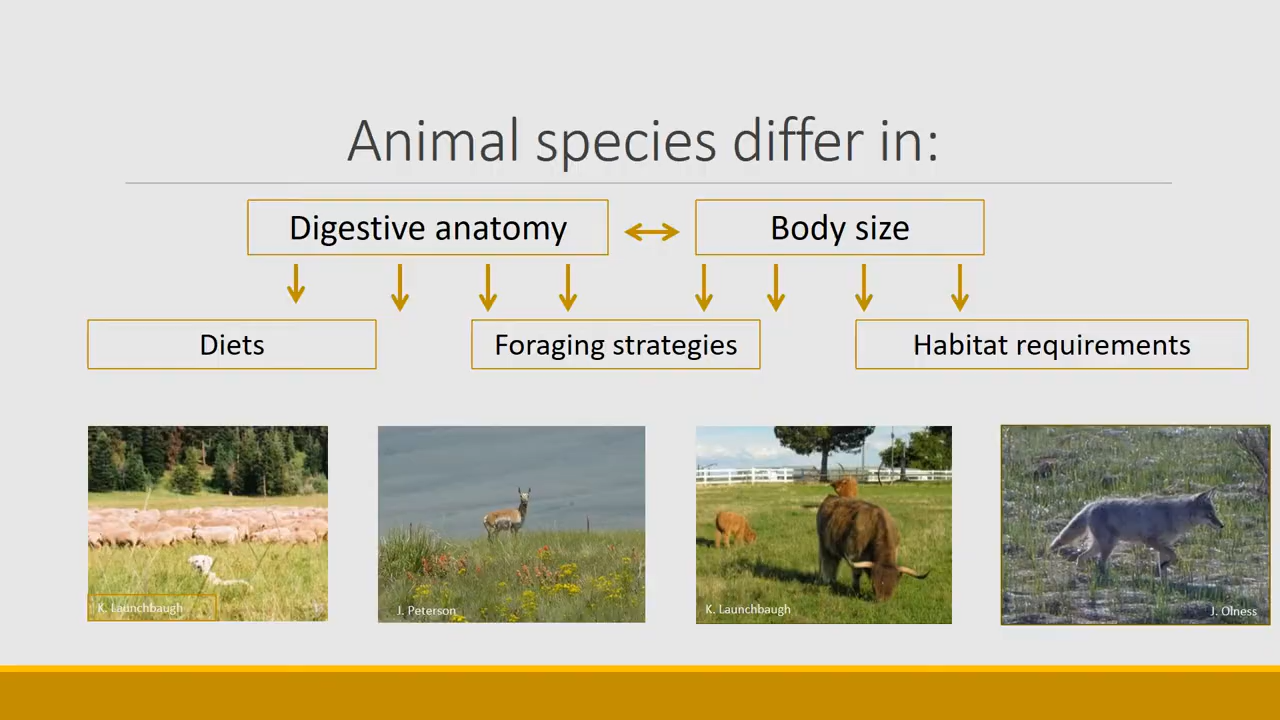 Animal species differ in:
Digestive anatomy
Body size
Diets
Foraging strategies
Habitat requirements
K. Launchbaugh
J. Peterson
K. Launchbaugh
J. Olness